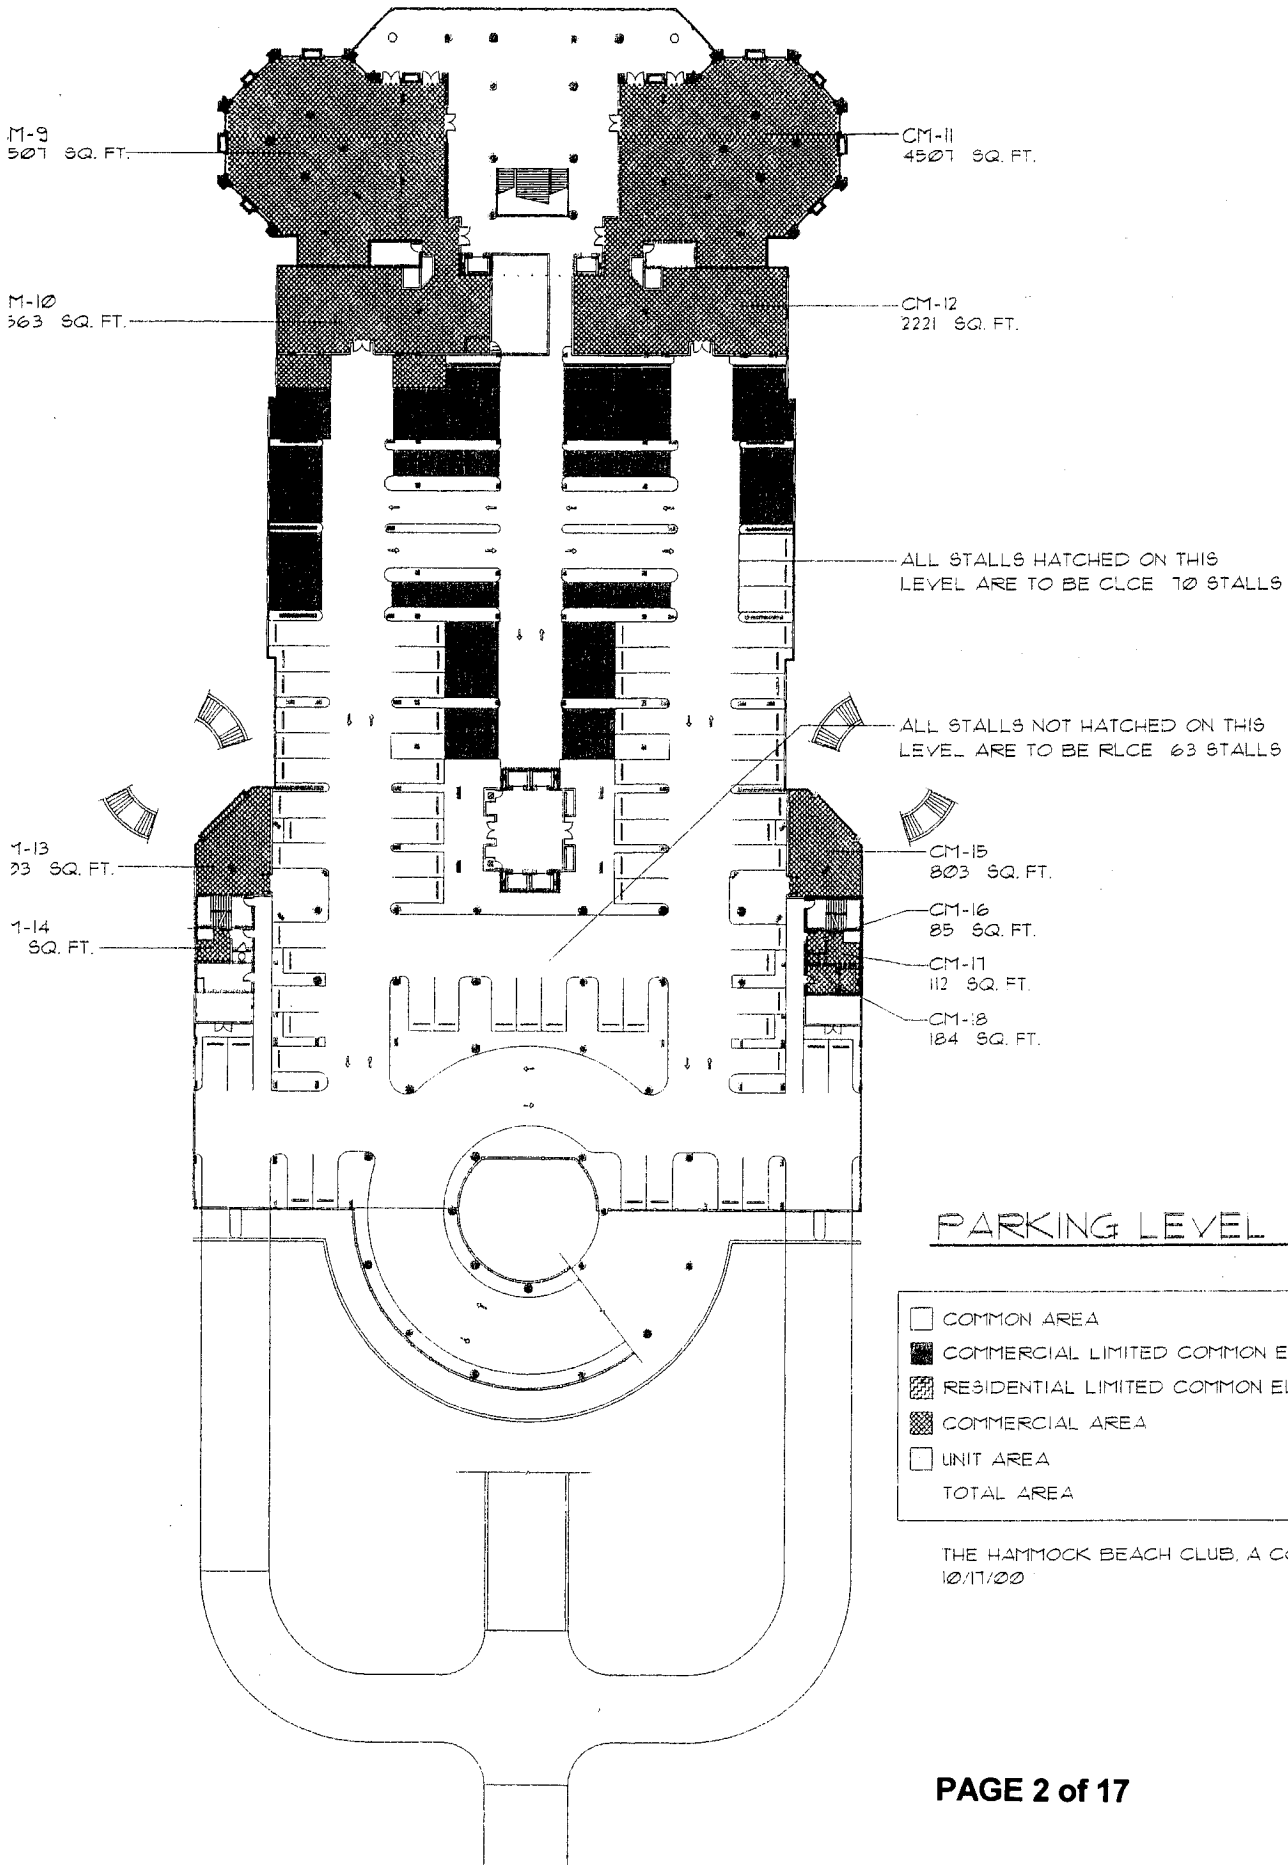 M-9
507 SQ. FT.
CM-11
4507 SQ. FT.
M-10
363 SQ. FT.
CM-12
2221 SQ. FT.
ALL STALLS HATCHED ON THIS
LEVEL ARE TO BE CLCE 70 STALLS
ALL STALLS NOT HATCHED ON THIS
LEVEL ARE TO BE RLCE 63 STALLS
-13
03 SQ. FT.
CM-15
803 SQ. FT.
-14
SQ. FT.
CM-16
85 SQ. FT.
CM-17
112 SQ. FT.
CM-18
184 SQ. FT.
PARKING LEVEL
COMMON AREA
COMMERCIAL LIMITED COMMON E
RESIDENTIAL LIMITED COMMON EL
COMMERCIAL AREA
UNIT AREA
TOTAL AREA
THE HAMMOCK BEACH CLUB, A CO
10/17/00
PAGE 2 of 17